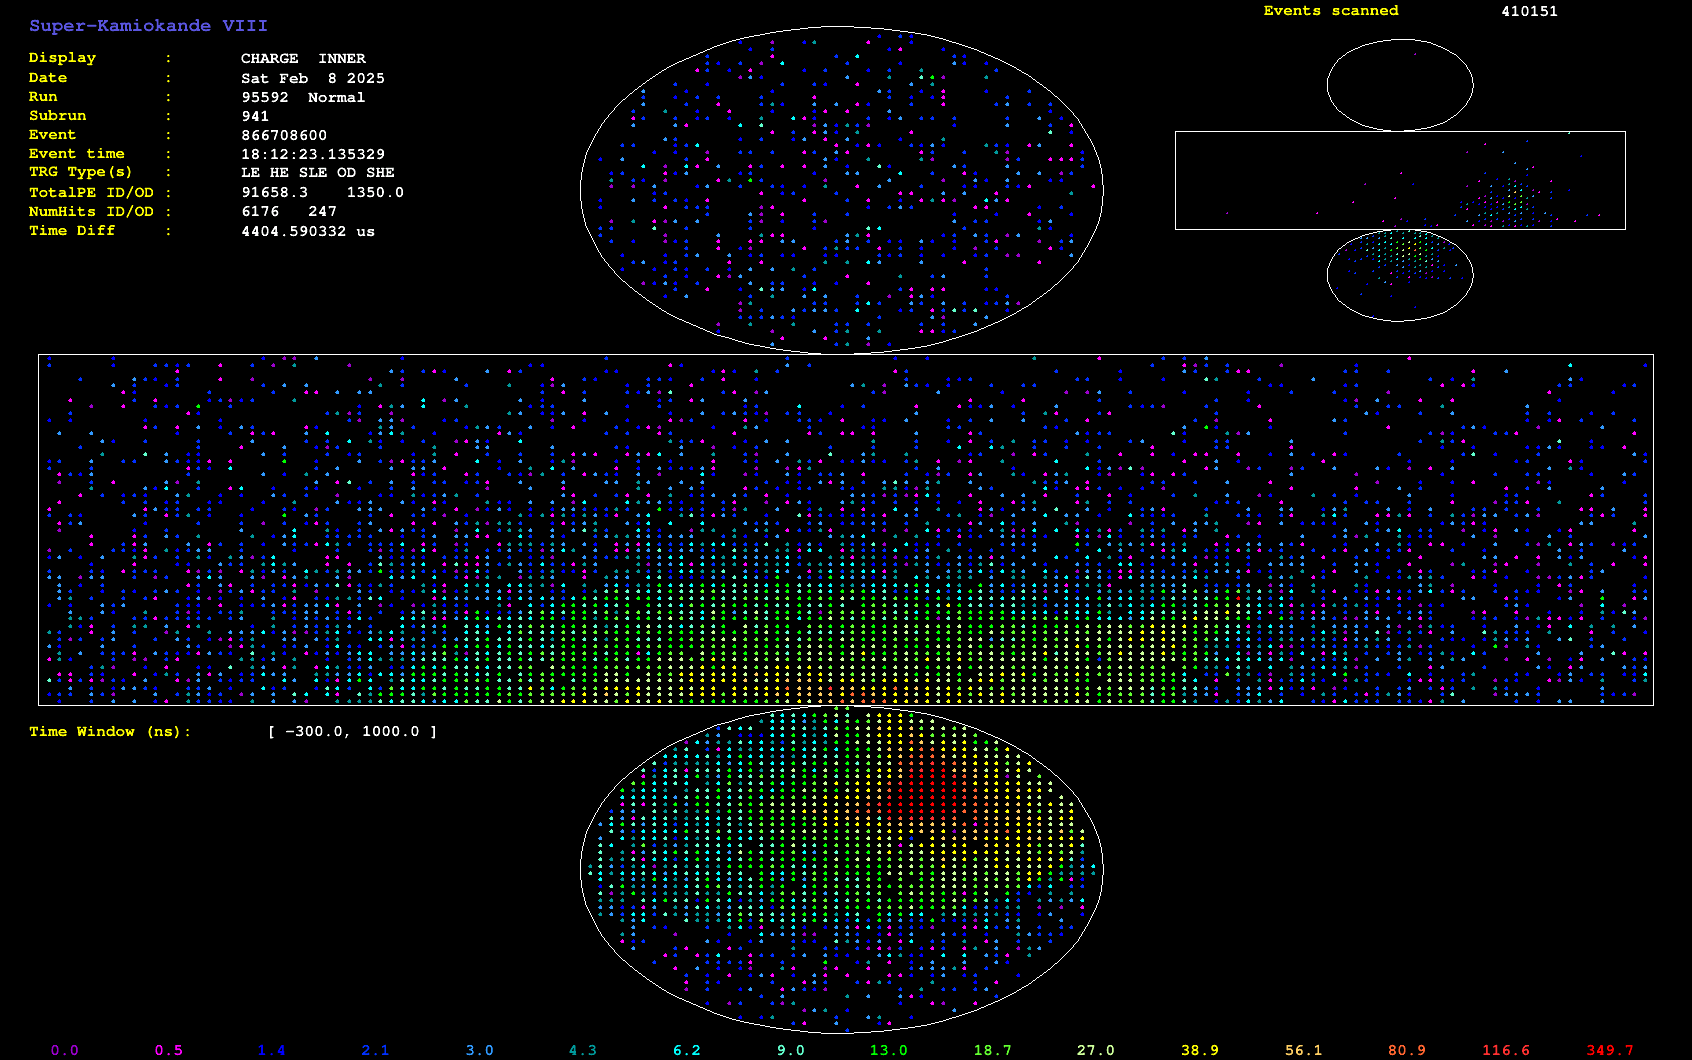 Super-Kamiokande VIII
Display : CHARGE INNER
Date : Sat Feb 8 2025
Run : 95592 Normal
Subrun : 941
Event : 866708600
Event time : 18:12:23.135329
TRG Type(s) : LE HE SLE OD SHE
TotalPE ID/OD : 91658.3 1350.0
NumHits ID/OD : 6176 247
Time Diff : 4404.590332 us
Events scanned 410151
Time Window (ns): [ -300.0, 1000.0 ]
0.0 0.5 1.4 2.1 3.0 4.3 6.2 9.0 13.0 18.7 27.0 38.9 56.1 80.9 116.6 349.7